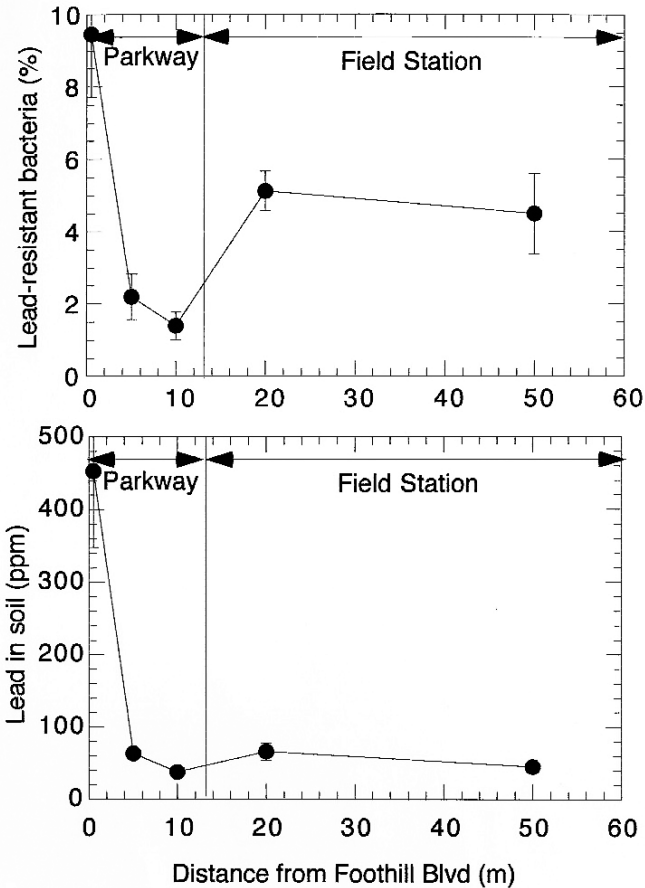 10
8
6
4
2
0
Lead-resistant bacteria (%)
Parkway
Field Station
0 10 20 30 40 50 60
500
400
300
200
100
0
Lead in soil (ppm)
Parkway
Field Station
0 10 20 30 40 50 60
Distance from Foothill Blvd (m)